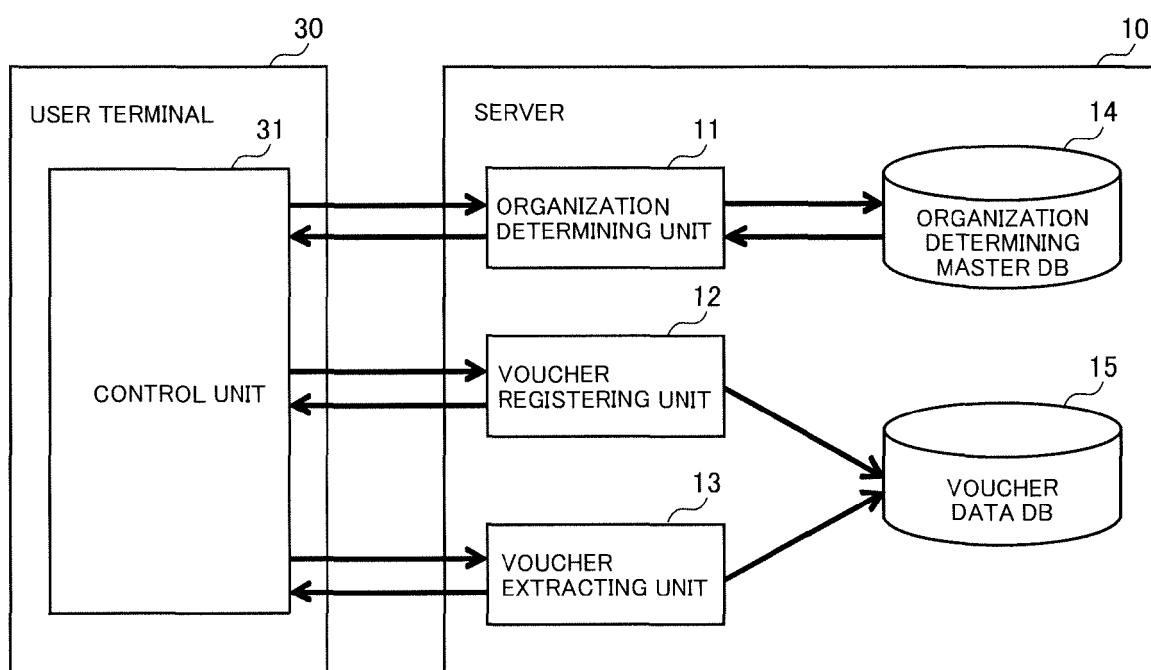 30
10
USER TERMINAL
SERVER
31
11
14
ORGANIZATION
DETERMINING UNIT
ORGANIZATION
DETERMINING
MASTER DB
12
CONTROL UNIT
VOUCHER
REGISTERING UNIT
15
VOUCHER
DATA DB
13
VOUCHER
EXTRACTING UNIT